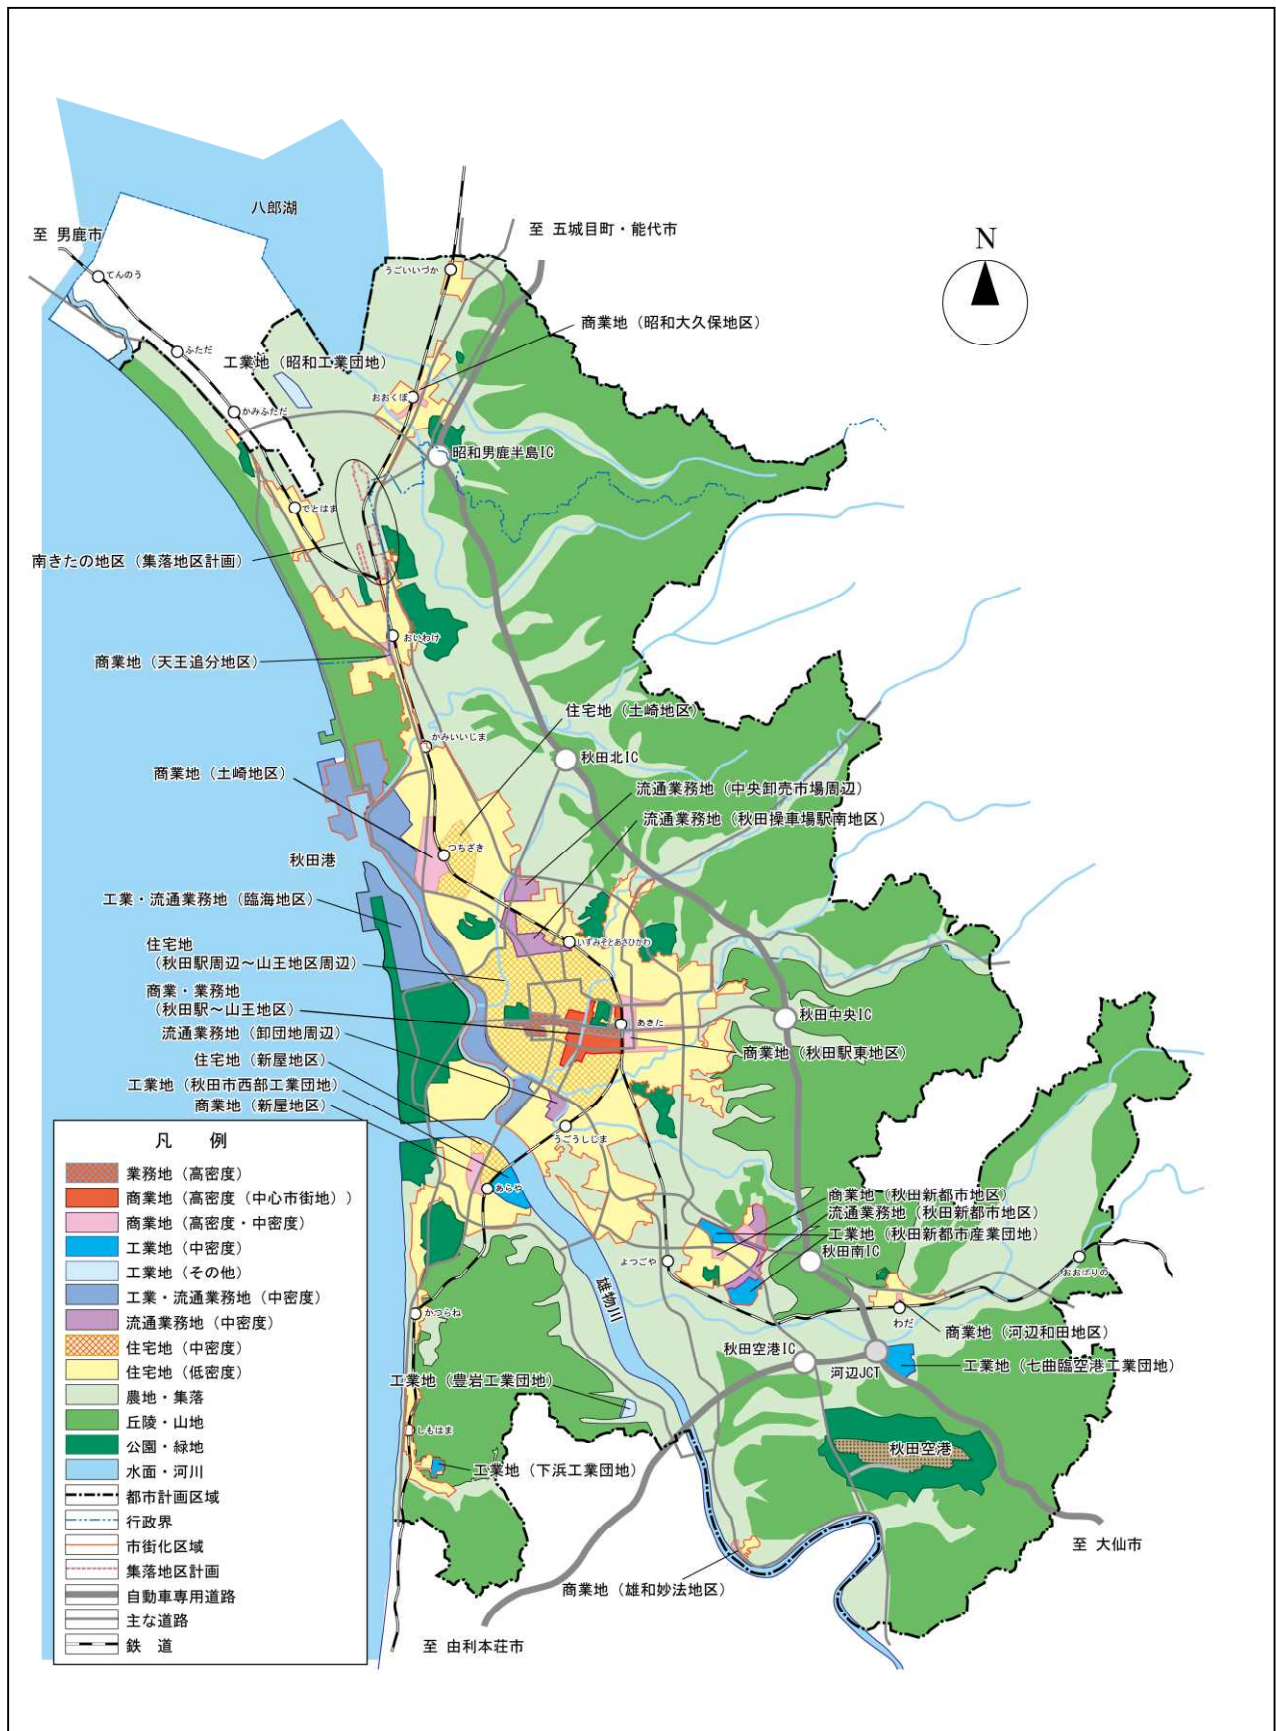 八郎湖
至 男鹿市
至 五城目町・能代市
N
てんのう
うごいいづか
商業地（昭和大久保地区）
ふただ
工業地（昭和工業団地）
おおくぼ
かみふただ
昭和男鹿半島IC
でとはま
南きたの地区（集落地区計画）
おいわけ
商業地（天王追分地区）
住宅地（土崎地区）
かみいいじま
秋田北IC
商業地（土崎地区）
流通業務地（中央卸売市場周辺）
流通業務地（秋田操車場駅南地区）
つちざき
秋田港
工業・流通業務地（臨海地区）
いずみそとあさひかわ
住宅地
（秋田駅周辺～山王地区周辺）
商業・業務地
（秋田駅～山王地区）
秋田中央IC
あきた
流通業務地（卸団地周辺）
商業地（秋田駅東地区）
住宅地（新屋地区）
工業地（秋田市西部工業団地）
商業地（新屋地区）
うごうしじま
あらや
商業地（秋田新都市地区）
流通業務地（秋田新都市地区）
工業地（秋田新都市産業団地）
秋田南IC
よつごや
おおばりの
雄物川
かつらね
わだ
商業地（河辺和田地区）
秋田空港IC
河辺JCT
工業地（七曲臨空港工業団地）
工業地（豊岩工業団地）
しもはま
秋田空港
工業地（下浜工業団地）
至 大仙市
商業地（雄和妙法地区）
至 由利本荘市
凡 例
業務地（高密度）
商業地（高密度（中心市街地））
商業地（高密度・中密度）
工業地（中密度）
工業地（その他）
工業・流通業務地（中密度）
流通業務地（中密度）
住宅地（中密度）
住宅地（低密度）
農地・集落
丘陵・山地
公園・緑地
水面・河川
都市計画区域
行政界
市街化区域
集落地区計画
自動車専用道路
主な道路
鉄 道